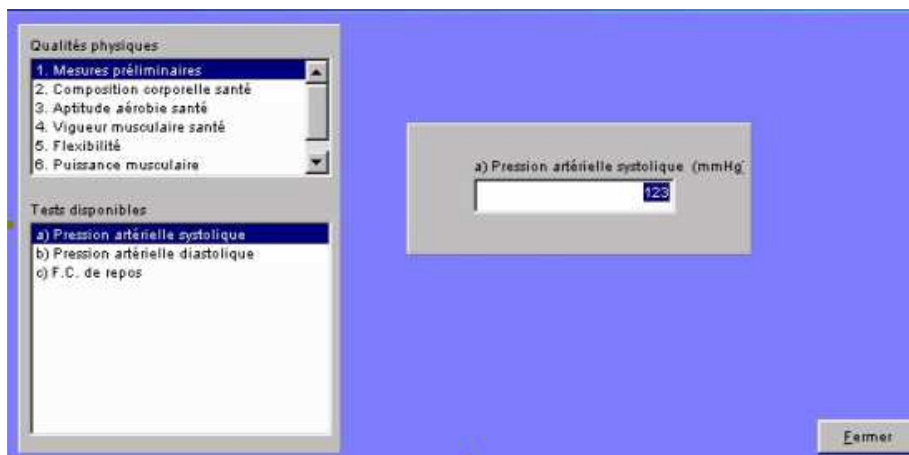 Qualités physiques
1. Mesures préliminaires
2. Composition corporelle santé
3. Aptitude aérobie santé
4. Vigueur musculaire santé
5. Flexibilité
6. Puissance musculaire
Tests disponibles
a) Pression artérielle systolique
b) Pression artérielle diastolique
c) F.C. de repos
a) Pression artérielle systolique (mmHg)
123
Fermer